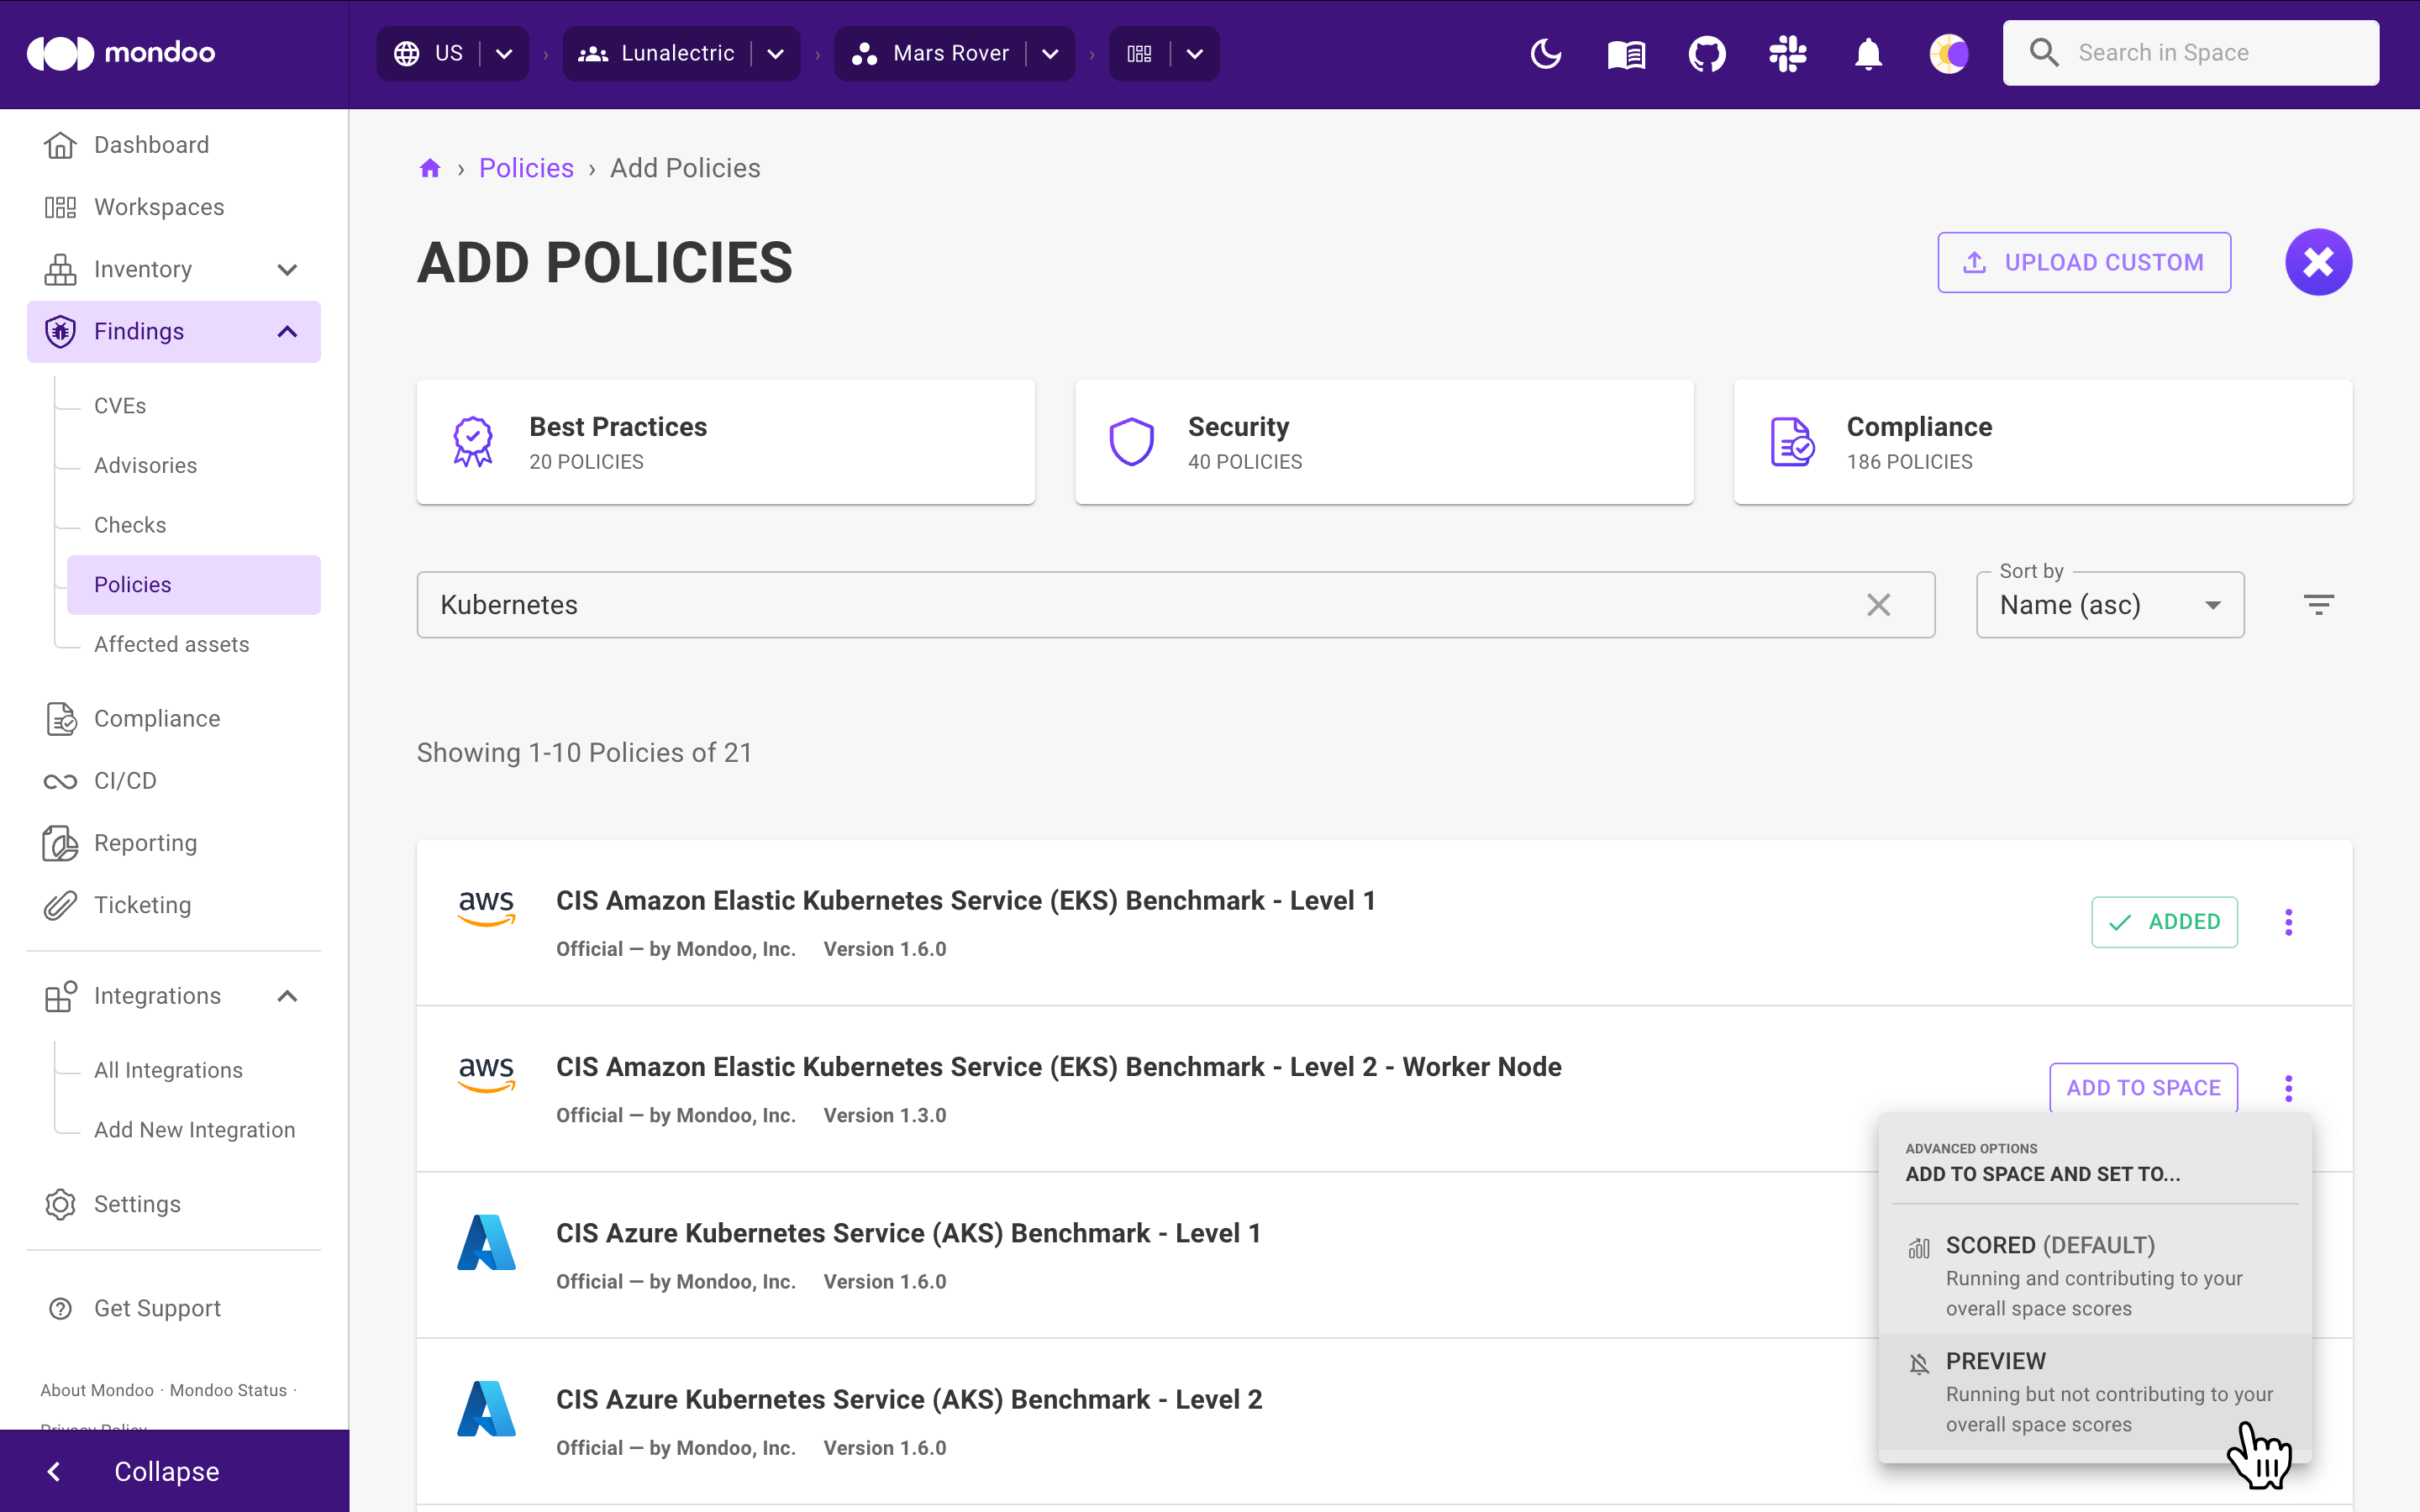 mondoo
US
Lunalectric
Mars Rover
Search in Space
Dashboard
Workspaces
Inventory
Findings
CVEs
Advisories
Checks
Policies
Affected assets
Compliance
CI/CD
Reporting
Ticketing
Integrations
All Integrations
Add New Integration
Settings
Get Support
About Mondoo · Mondoo Status ·
Privacy Policy
Collapse
› Policies › Add Policies
ADD POLICIES
UPLOAD CUSTOM
Best Practices
20 POLICIES
Security
40 POLICIES
Compliance
186 POLICIES
Kubernetes
Sort by
Name (asc)
Showing 1-10 Policies of 21
aws
CIS Amazon Elastic Kubernetes Service (EKS) Benchmark - Level 1
Official — by Mondoo, Inc. Version 1.6.0
ADDED
aws
CIS Amazon Elastic Kubernetes Service (EKS) Benchmark - Level 2 - Worker Node
Official — by Mondoo, Inc. Version 1.3.0
ADD TO SPACE
CIS Azure Kubernetes Service (AKS) Benchmark - Level 1
Official — by Mondoo, Inc. Version 1.6.0
CIS Azure Kubernetes Service (AKS) Benchmark - Level 2
Official — by Mondoo, Inc. Version 1.6.0
ADVANCED OPTIONS
ADD TO SPACE AND SET TO...
SCORED (DEFAULT)
Running and contributing to your
overall space scores
PREVIEW
Running but not contributing to your
overall space scores